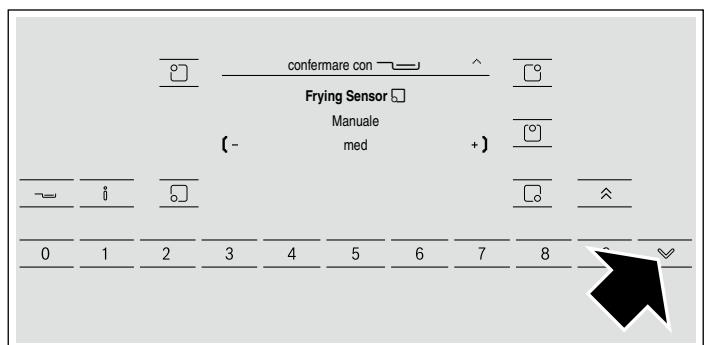 confermare con
Frying Sensor
Manuale
- med +
i
0 1 2 3 4 5 6 7 8